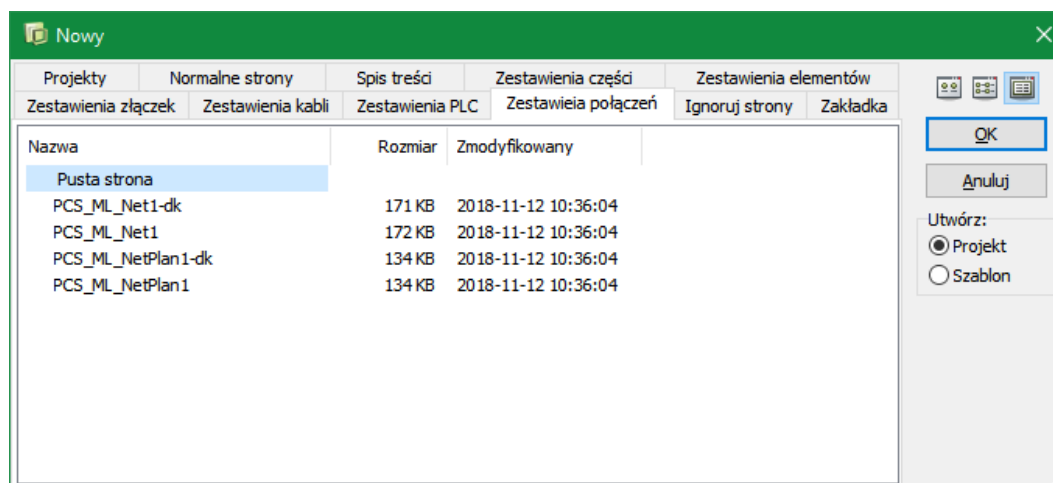 Nowy
Projekty Normalne strony Spis treści Zestawienia części Zestawienia elementów
Zestawienia złączek Zestawienia kabli Zestawienia PLC Zestawieia połączeń Ignoruj strony Zakładka
Nazwa Rozmiar Zmodyfikowany
Pusta strona
PCS_ML_Net1-dk 171 KB 2018-11-12 10:36:04
PCS_ML_Net1 172 KB 2018-11-12 10:36:04
PCS_ML_NetPlan1-dk 134 KB 2018-11-12 10:36:04
PCS_ML_NetPlan1 134 KB 2018-11-12 10:36:04
OK
Anuluj
Utwórz:
Projekt
Szablon